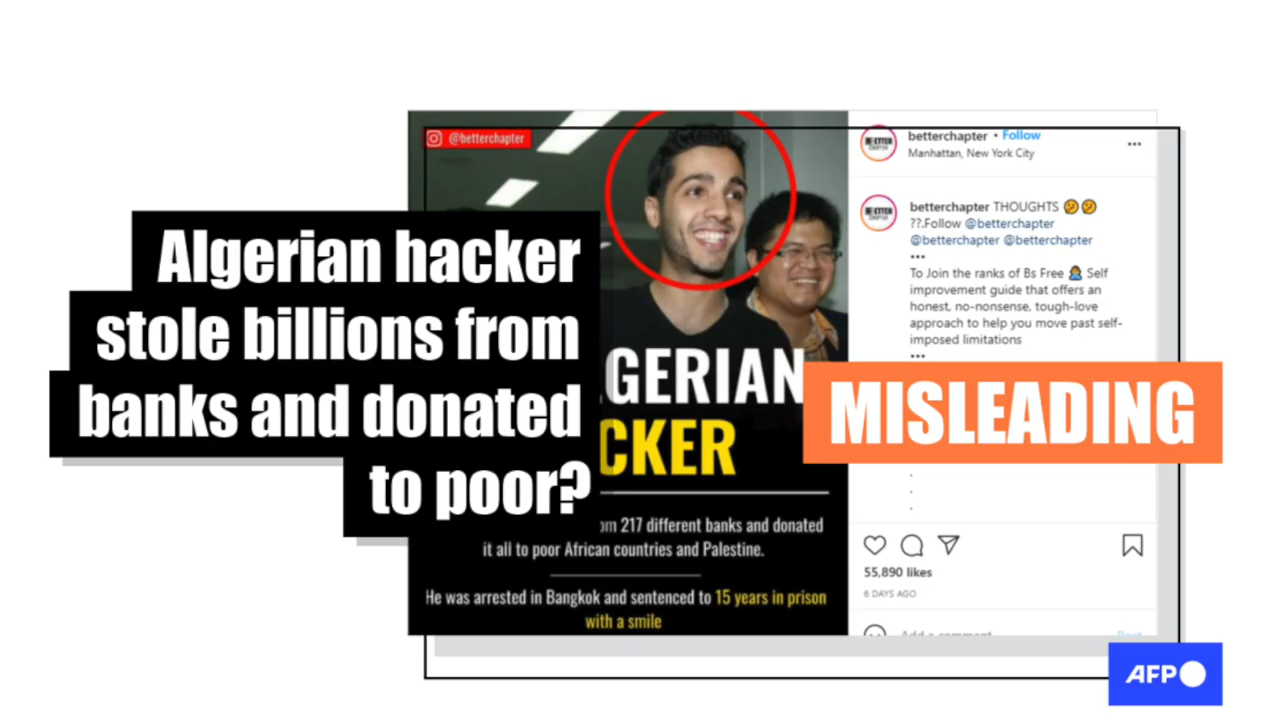 Algerian hacker
stole billions from
banks and donated
to poor?
MISLEADING
@betterchapter
GERIAN
CKER
om 217 different banks and donated
it all to poor African countries and Palestine.
He was arrested in Bangkok and sentenced to 15 years in prison
with a smile
betterchapter • Follow
Manhattan, New York City
betterchapter THOUGHTS
??.Follow @betterchapter
@betterchapter @betterchapter
To Join the ranks of Bs Free Self
improvement guide that offers an
honest, no-nonsense, tough-love
approach to help you move past self-
imposed limitations
55,890 likes
6 DAYS AGO
Add a comment
Post
AFP